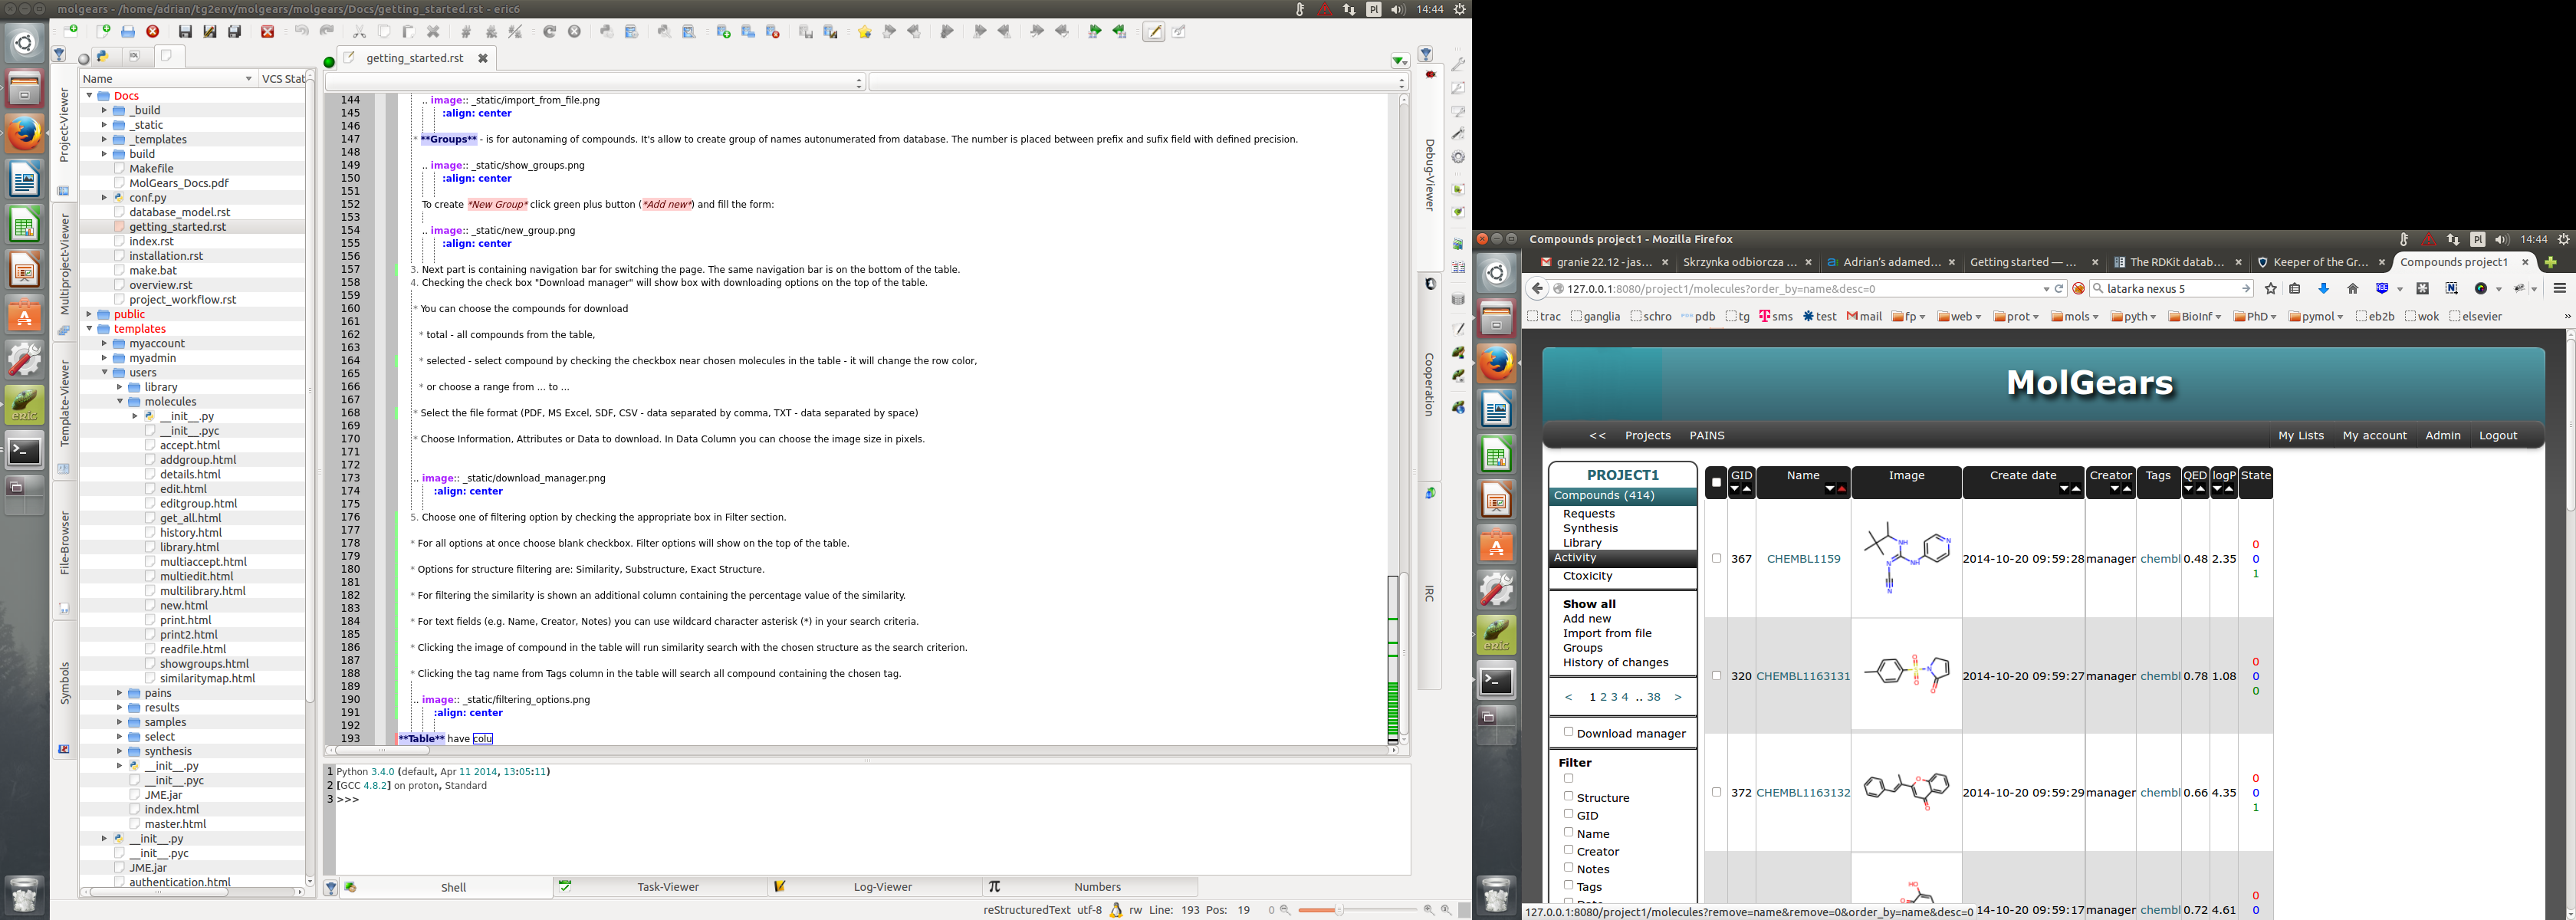 molgears - /home/adrian/tg2env/molgears/molgears/Docs/getting_started.rst - eric6
Pl
14:44
getting_started.rst
Name
VCS Stat
Docs
_build
_static
_templates
build
Makefile
MolGears_Docs.pdf
conf.py
database_model.rst
getting_started.rst
index.rst
installation.rst
make.bat
overview.rst
project_workflow.rst
public
templates
myaccount
myadmin
users
library
molecules
__init__.py
__init__.pyc
accept.html
addgroup.html
details.html
edit.html
editgroup.html
get_all.html
history.html
library.html
multiaccept.html
multiedit.html
multilibrary.html
new.html
print.html
print2.html
readfile.html
showgroups.html
similaritymap.html
pains
results
samples
select
synthesis
__init__.py
__init__.pyc
JME.jar
index.html
master.html
__init__.py
__init__.pyc
JME.jar
authentication.html
Project-Viewer
Multiproject-Viewer
Template-Viewer
File-Browser
Symbols
144 .. image:: _static/import_from_file.png
145 :align: center
146
147 * **Groups** - is for autonaming of compounds. It's allow to create group of names autonumerated from database. The number is placed between prefix and sufix field with defined precision.
148
149 .. image:: _static/show_groups.png
150 :align: center
151
152 To create *New Group* click green plus button (*Add new*) and fill the form:
153
154 .. image:: _static/new_group.png
155 :align: center
156
157 3. Next part is containing navigation bar for switching the page. The same navigation bar is on the bottom of the table.
158 4. Checking the check box "Download manager" will show box with downloading options on the top of the table.
159
160 * You can choose the compounds for download
161
162 * total - all compounds from the table,
163
164 * selected - select compound by checking the checkbox near chosen molecules in the table - it will change the row color,
165
166 * or choose a range from ... to ...
167
168 * Select the file format (PDF, MS Excel, SDF, CSV - data separated by comma, TXT - data separated by space)
169
170 * Choose Information, Attributes or Data to download. In Data Column you can choose the image size in pixels.
171
172
173 .. image:: _static/download_manager.png
174 :align: center
175
176 5. Choose one of filtering option by checking the appropriate box in Filter section.
177
178 * For all options at once choose blank checkbox. Filter options will show on the top of the table.
179
180 * Options for structure filtering are: Similarity, Substructure, Exact Structure.
181
182 * For filtering the similarity is shown an additional column containing the percentage value of the similarity.
183
184 * For text fields (e.g. Name, Creator, Notes) you can use wildcard character asterisk (*) in your search criteria.
185
186 * Clicking the image of compound in the table will run similarity search with the chosen structure as the search criterion.
187
188 * Clicking the tag name from Tags column in the table will search all compound containing the chosen tag.
189
190 .. image:: _static/filtering_options.png
191 :align: center
192
193 **Table** have colu
1 Python 3.4.0 (default, Apr 11 2014, 13:05:11)
2 [GCC 4.8.2] on proton, Standard
3 >>>
Shell
Task-Viewer
Log-Viewer
Numbers
reStructuredText utf-8 rw Line: 193 Pos: 19 0
Debug-Viewer
Cooperation
IRC
Compounds project1 - Mozilla Firefox
Pl
14:44
granie 22.12 - jas...
Skrzynka odbiorcza ...
Adrian's adamed...
Getting started — ...
The RDKit datab...
Keeper of the Gr...
Compounds project1
127.0.0.1:8080/project1/molecules?order_by=name&desc=0
latarka nexus 5
trac ganglia schro pdb tg sms test mail fp web prot mols pyth BioInf PhD pymol eb2b wok elsevier
MolGears
<< Projects PAINS
My Lists My account Admin Logout
PROJECT1
Compounds (414)
Requests
Synthesis
Library
Activity
Ctoxicity
Show all
Add new
Import from file
Groups
History of changes
< 1 2 3 4 .. 38 >
Download manager
Filter
Structure
GID
Name
Creator
Notes
Tags
GID Name Image Create date Creator Tags QED logP State
367 CHEMBL1159 2014-10-20 09:59:28 manager chembl 0.48 2.35 0 0 1
320 CHEMBL1163131 2014-10-20 09:59:27 manager chembl 0.78 1.08 0 0 0
372 CHEMBL1163132 2014-10-20 09:59:29 manager chembl 0.66 4.35 0 0 1
2014-10-20 09:59:17 manager chembl 0.72 4.61 0 0
127.0.0.1:8080/project1/molecules?remove=name&remove=0&order_by=name&desc=0